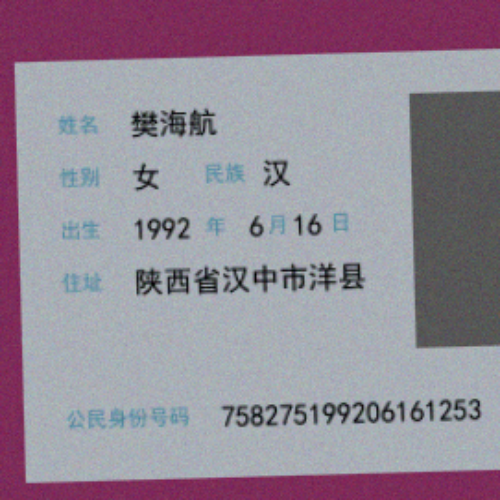 姓名 樊海航
性别 女 民族 汉
出生 1992 年 6 月 16 日
住址 陕西省汉中市洋县
公民身份号码 758275199206161253